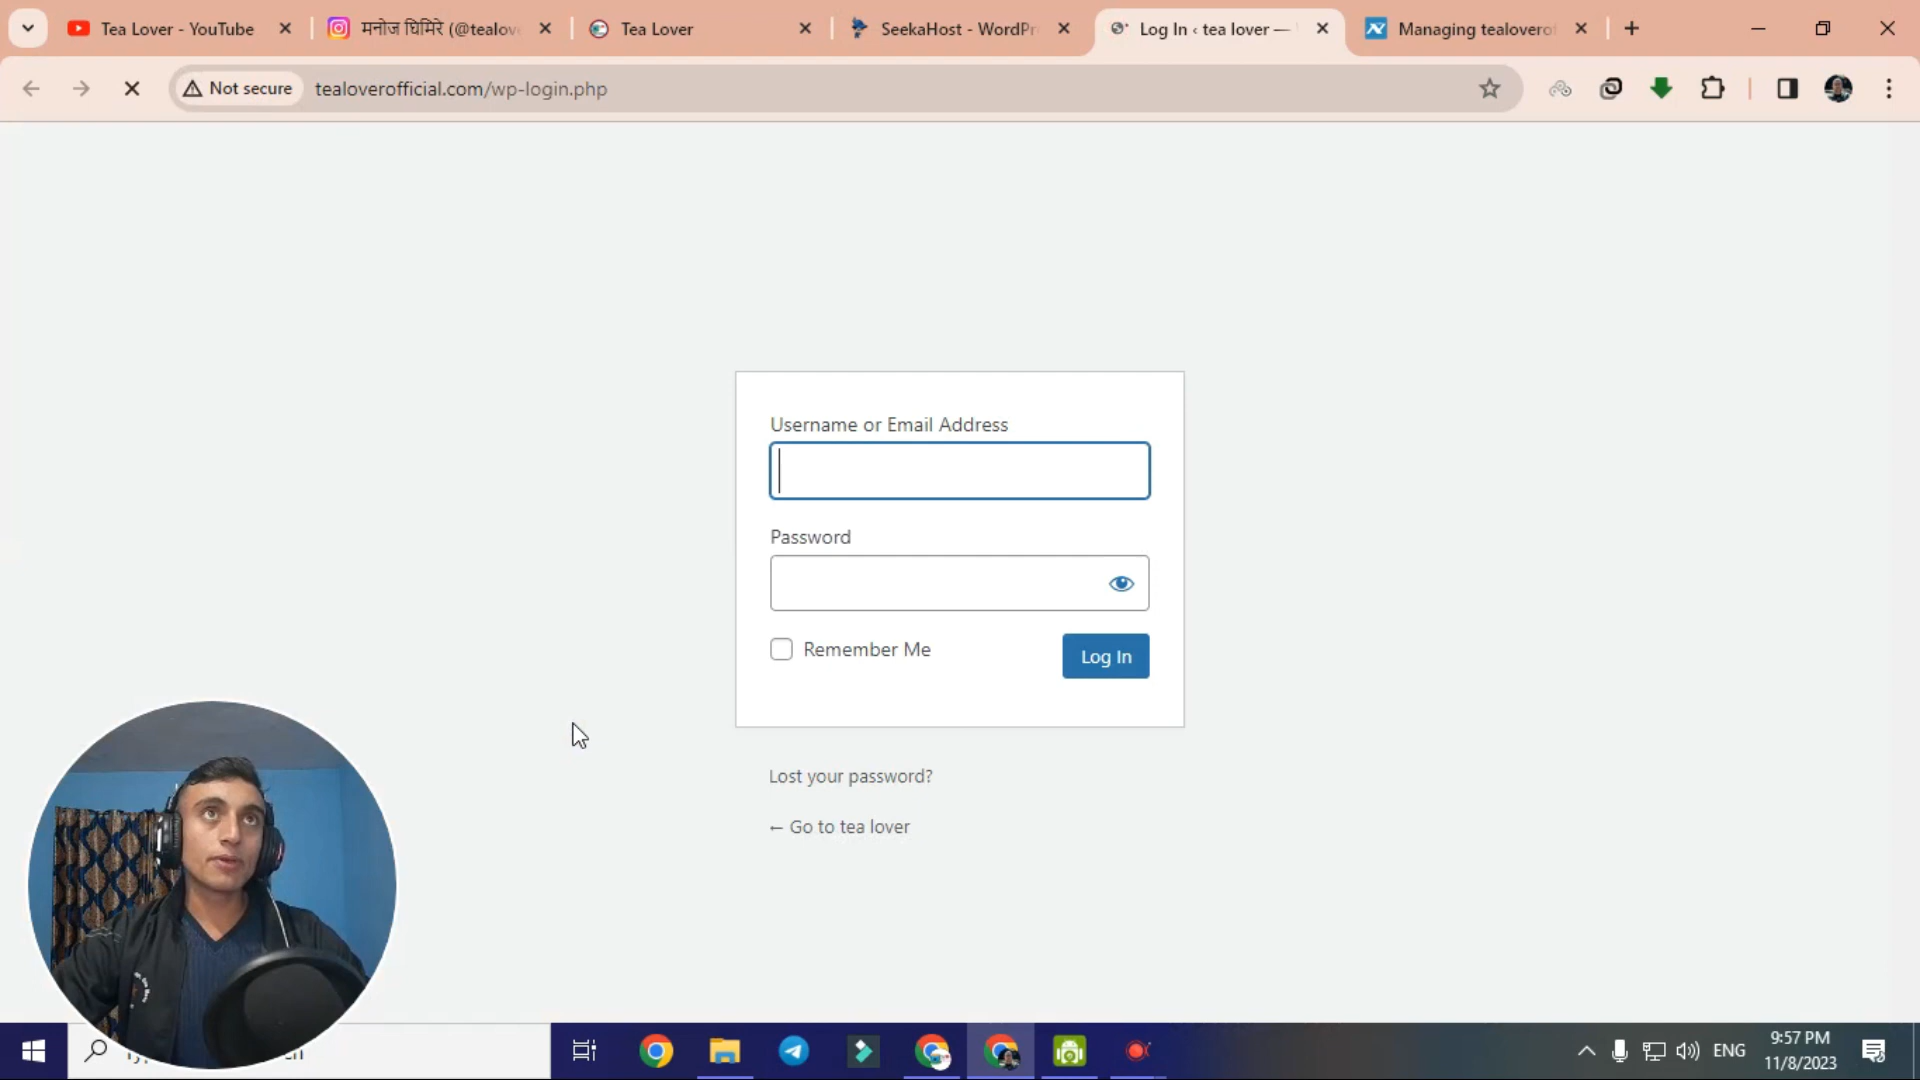 Tea Lover - YouTube
मनोज घिमिरे (@tealov
Tea Lover
SeekaHost - WordPr
Log In ‹ tea lover —
Managing tealoverof
Not secure
tealoverofficial.com/wp-login.php
Username or Email Address
Password
Remember Me
Log In
Lost your password?
← Go to tea lover
ENG
9:57 PM
11/8/2023